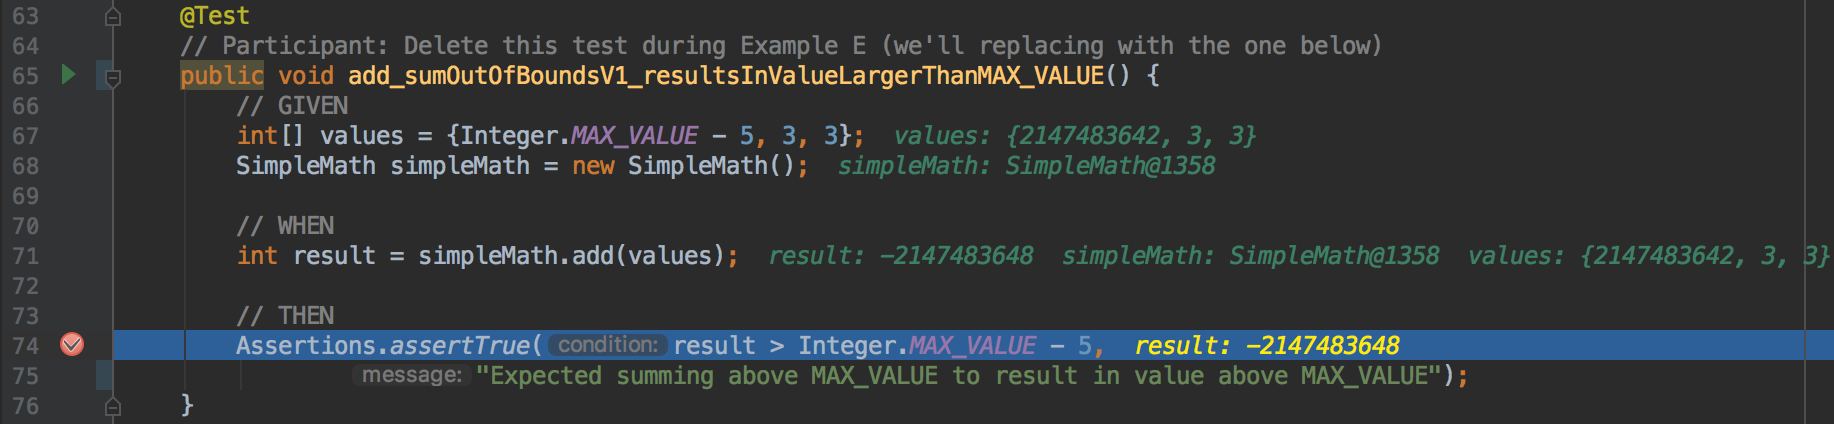 63 @Test
64 // Participant: Delete this test during Example E (we'll replacing with the one below)
65 public void add_sumOutOfBoundsV1_resultsInValueLargerThanMAX_VALUE() {
66 // GIVEN
67 int[] values = {Integer.MAX_VALUE - 5, 3, 3}; values: {2147483642, 3, 3}
68 SimpleMath simpleMath = new SimpleMath(); simpleMath: SimpleMath@1358
69
70 // WHEN
71 int result = simpleMath.add(values); result: -2147483648 simpleMath: SimpleMath@1358 values: {2147483642, 3, 3}
72
73 // THEN
74 Assertions.assertTrue( condition: result > Integer.MAX_VALUE - 5, result: -2147483648
75 message: "Expected summing above MAX_VALUE to result in value above MAX_VALUE");
76 }